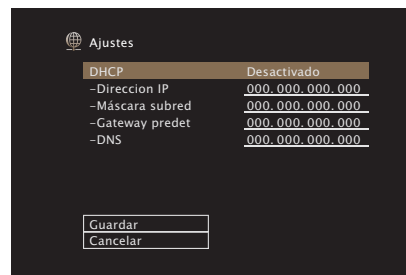 Ajustes
DHCP Desactivado
–Direccion IP 000. 000. 000. 000
–Máscara subred 000. 000. 000. 000
–Gateway predet 000. 000. 000. 000
–DNS 000. 000. 000. 000
Guardar
Cancelar